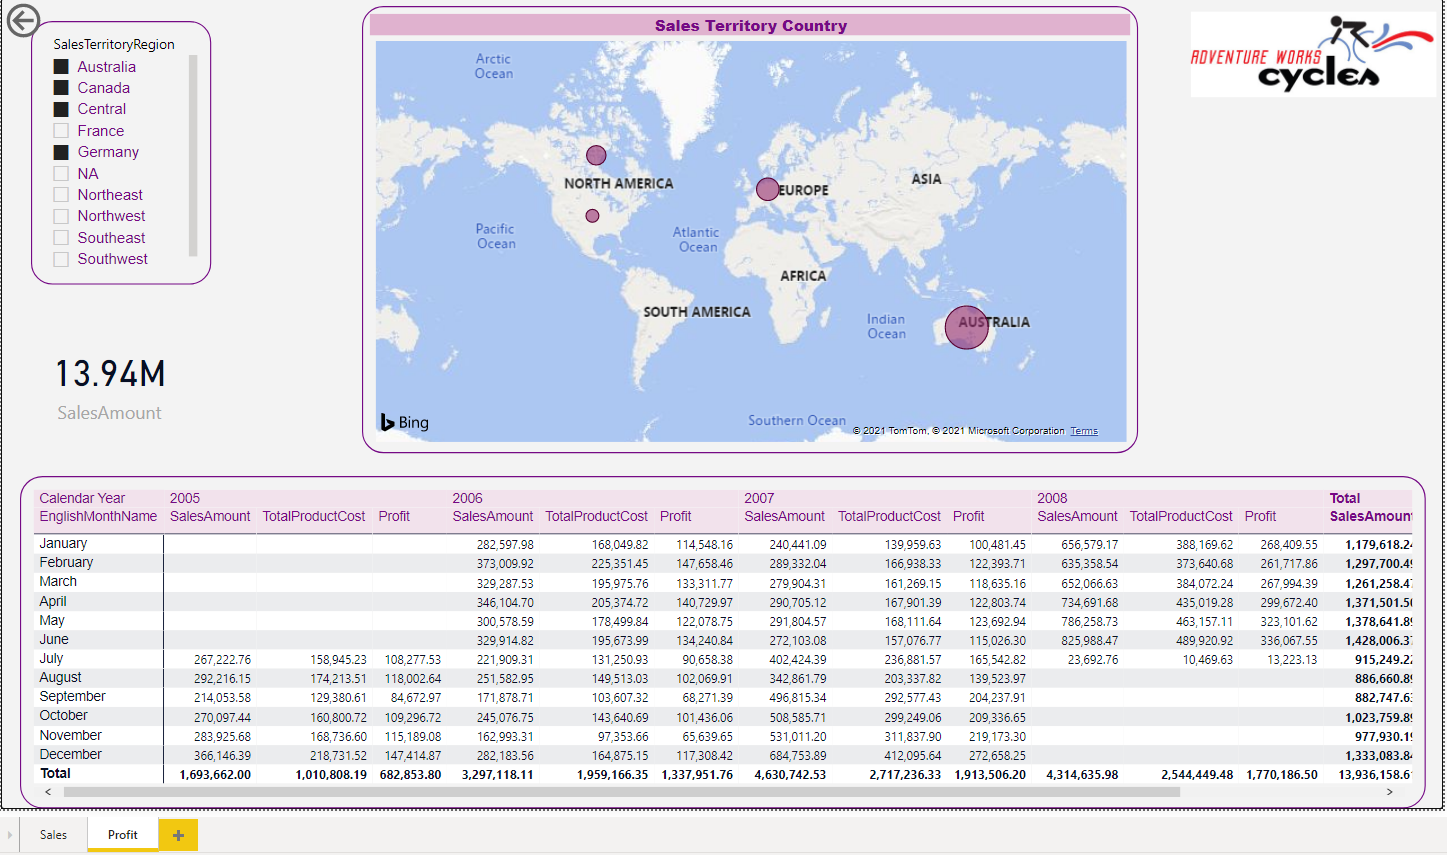 SalesTerritoryRegion
Australia
Canada
Central
France
Germany
NA
Northeast
Northwest
Southeast
Southwest
13.94M
SalesAmount
Sales Territory Country
Arctic
Ocean
NORTH AMERICA
EUROPE
ASIA
Pacific
Ocean
Atlantic
Ocean
AFRICA
SOUTH AMERICA
Indian
Ocean
AUSTRALIA
Southern Ocean
Bing
© 2021 TomTom, © 2021 Microsoft Corporation Terms
ADVENTURE WORKS
cycles
Calendar Year 2005 2006 2007 2008 Total
EnglishMonthName SalesAmount TotalProductCost Profit SalesAmount TotalProductCost Profit SalesAmount TotalProductCost Profit SalesAmount TotalProductCost Profit SalesAmount
January 282,597.98 168,049.82 114,548.16 240,441.09 139,959.63 100,481.45 656,579.17 388,169.62 268,409.55 1,179,618.24
February 373,009.92 225,351.45 147,658.46 289,332.04 166,938.33 122,393.71 635,358.54 373,640.68 261,717.86 1,297,700.49
March 329,287.53 195,975.76 133,311.77 279,904.31 161,269.15 118,635.16 652,066.63 384,072.24 267,994.39 1,261,258.47
April 346,104.70 205,374.72 140,729.97 290,705.12 167,901.39 122,803.74 734,691.68 435,019.28 299,672.40 1,371,501.50
May 300,578.59 178,499.84 122,078.75 291,804.57 168,111.64 123,692.94 786,258.73 463,157.11 323,101.62 1,378,641.89
June 329,914.82 195,673.99 134,240.84 272,103.08 157,076.77 115,026.30 825,988.47 489,920.92 336,067.55 1,428,006.37
July 267,222.76 158,945.23 108,277.53 221,909.31 131,250.93 90,658.38 402,424.39 236,881.57 165,542.82 23,692.76 10,469.63 13,223.13 915,249.22
August 292,216.15 174,213.51 118,002.64 251,582.95 149,513.03 102,069.91 342,861.79 203,337.82 139,523.97 886,660.89
September 214,053.58 129,380.61 84,672.97 171,878.71 103,607.32 68,271.39 496,815.34 292,577.43 204,237.91 882,747.63
October 270,097.44 160,800.72 109,296.72 245,076.75 143,640.69 101,436.06 508,585.71 299,249.06 209,336.65 1,023,759.89
November 283,925.68 168,736.60 115,189.08 162,993.31 97,353.66 65,639.65 531,011.20 311,837.90 219,173.30 977,930.19
December 366,146.39 218,731.52 147,414.87 282,183.56 164,875.15 117,308.42 684,753.89 412,095.64 272,658.25 1,333,083.84
Total 1,693,662.00 1,010,808.19 682,853.80 3,297,118.11 1,959,166.35 1,337,951.76 4,630,742.53 2,717,236.33 1,913,506.20 4,314,635.98 2,544,449.48 1,770,186.50 13,936,158.61
Sales Profit +